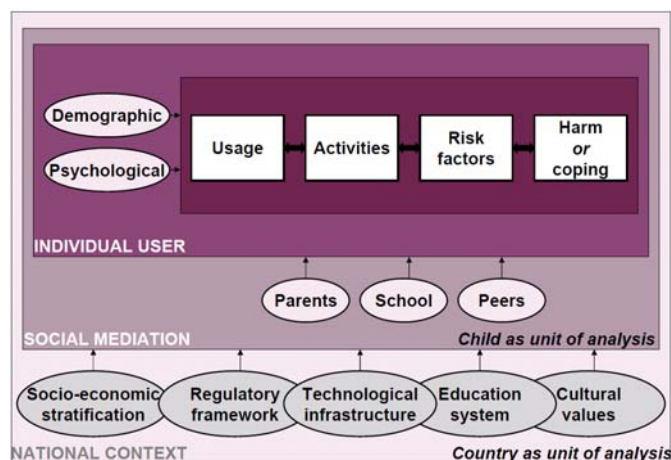 Demographic
Psychological
Usage
Activities
Risk
factors
Harm
or
coping
INDIVIDUAL USER
Parents
School
Peers
SOCIAL MEDIATION
Child as unit of analysis
Socio-economic
stratification
Regulatory
framework
Technological
infrastructure
Education
system
Cultural
values
NATIONAL CONTEXT
Country as unit of analysis